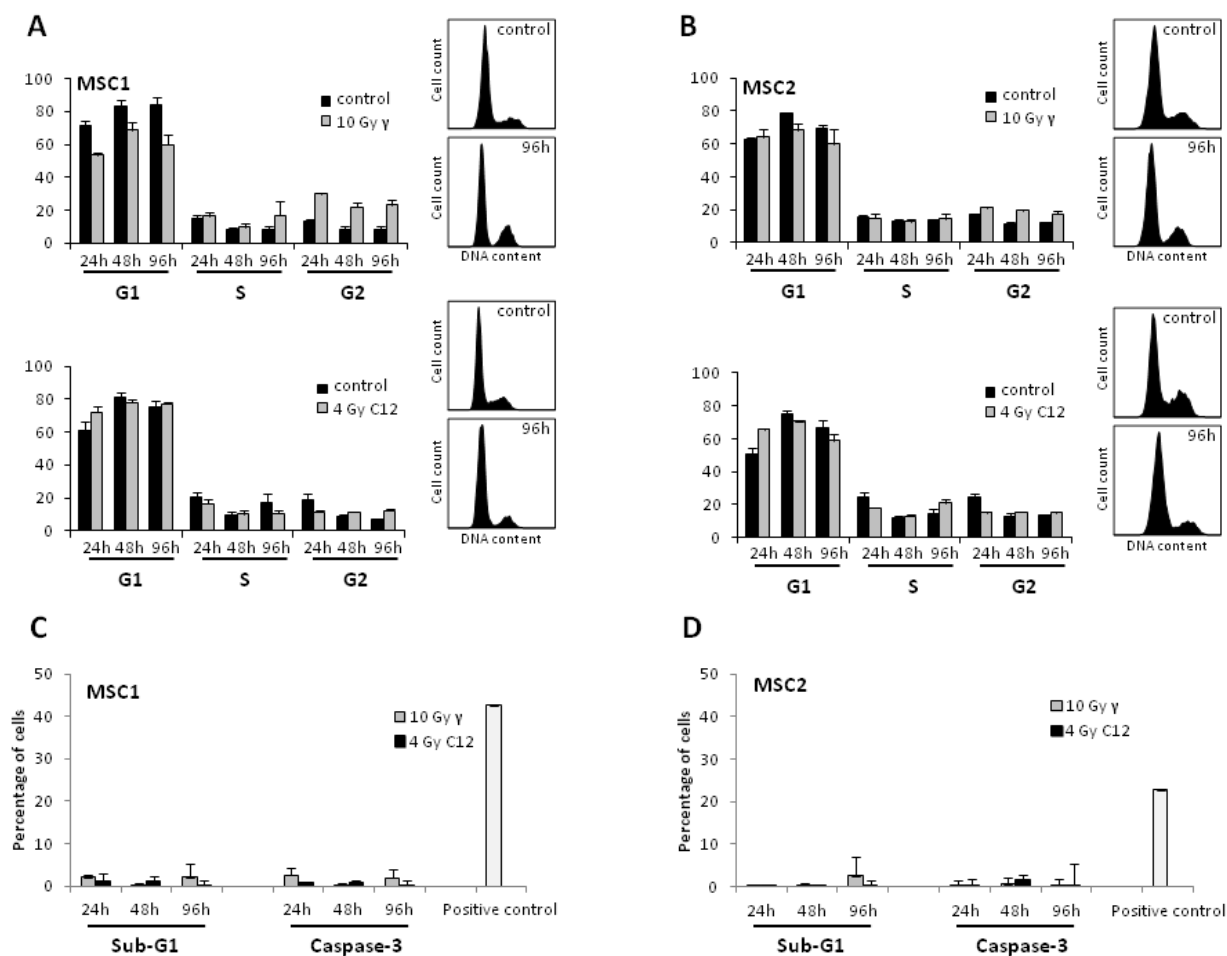 A
MSC1
100
80
60
40
20
0
control
10 Gy γ
24h 48h 96h 24h 48h 96h 24h 48h 96h
G1 S G2
Cell count
control
Cell count
96h
DNA content
100
80
60
40
20
0
control
4 Gy C12
24h 48h 96h 24h 48h 96h 24h 48h 96h
G1 S G2
Cell count
control
Cell count
96h
DNA content
B
MSC2
100
80
60
40
20
0
control
10 Gy γ
24h 48h 96h 24h 48h 96h 24h 48h 96h
G1 S G2
Cell count
control
Cell count
96h
DNA content
100
80
60
40
20
0
control
4 Gy C12
24h 48h 96h 24h 48h 96h 24h 48h 96h
G1 S G2
Cell count
control
Cell count
96h
DNA content
C
MSC1
Percentage of cells
50
40
30
20
10
0
10 Gy γ
4 Gy C12
24h 48h 96h 24h 48h 96h Positive control
Sub-G1 Caspase-3
D
MSC2
Percentage of cells
50
40
30
20
10
0
10 Gy γ
4 Gy C12
24h 48h 96h 24h 48h 96h Positive control
Sub-G1 Caspase-3